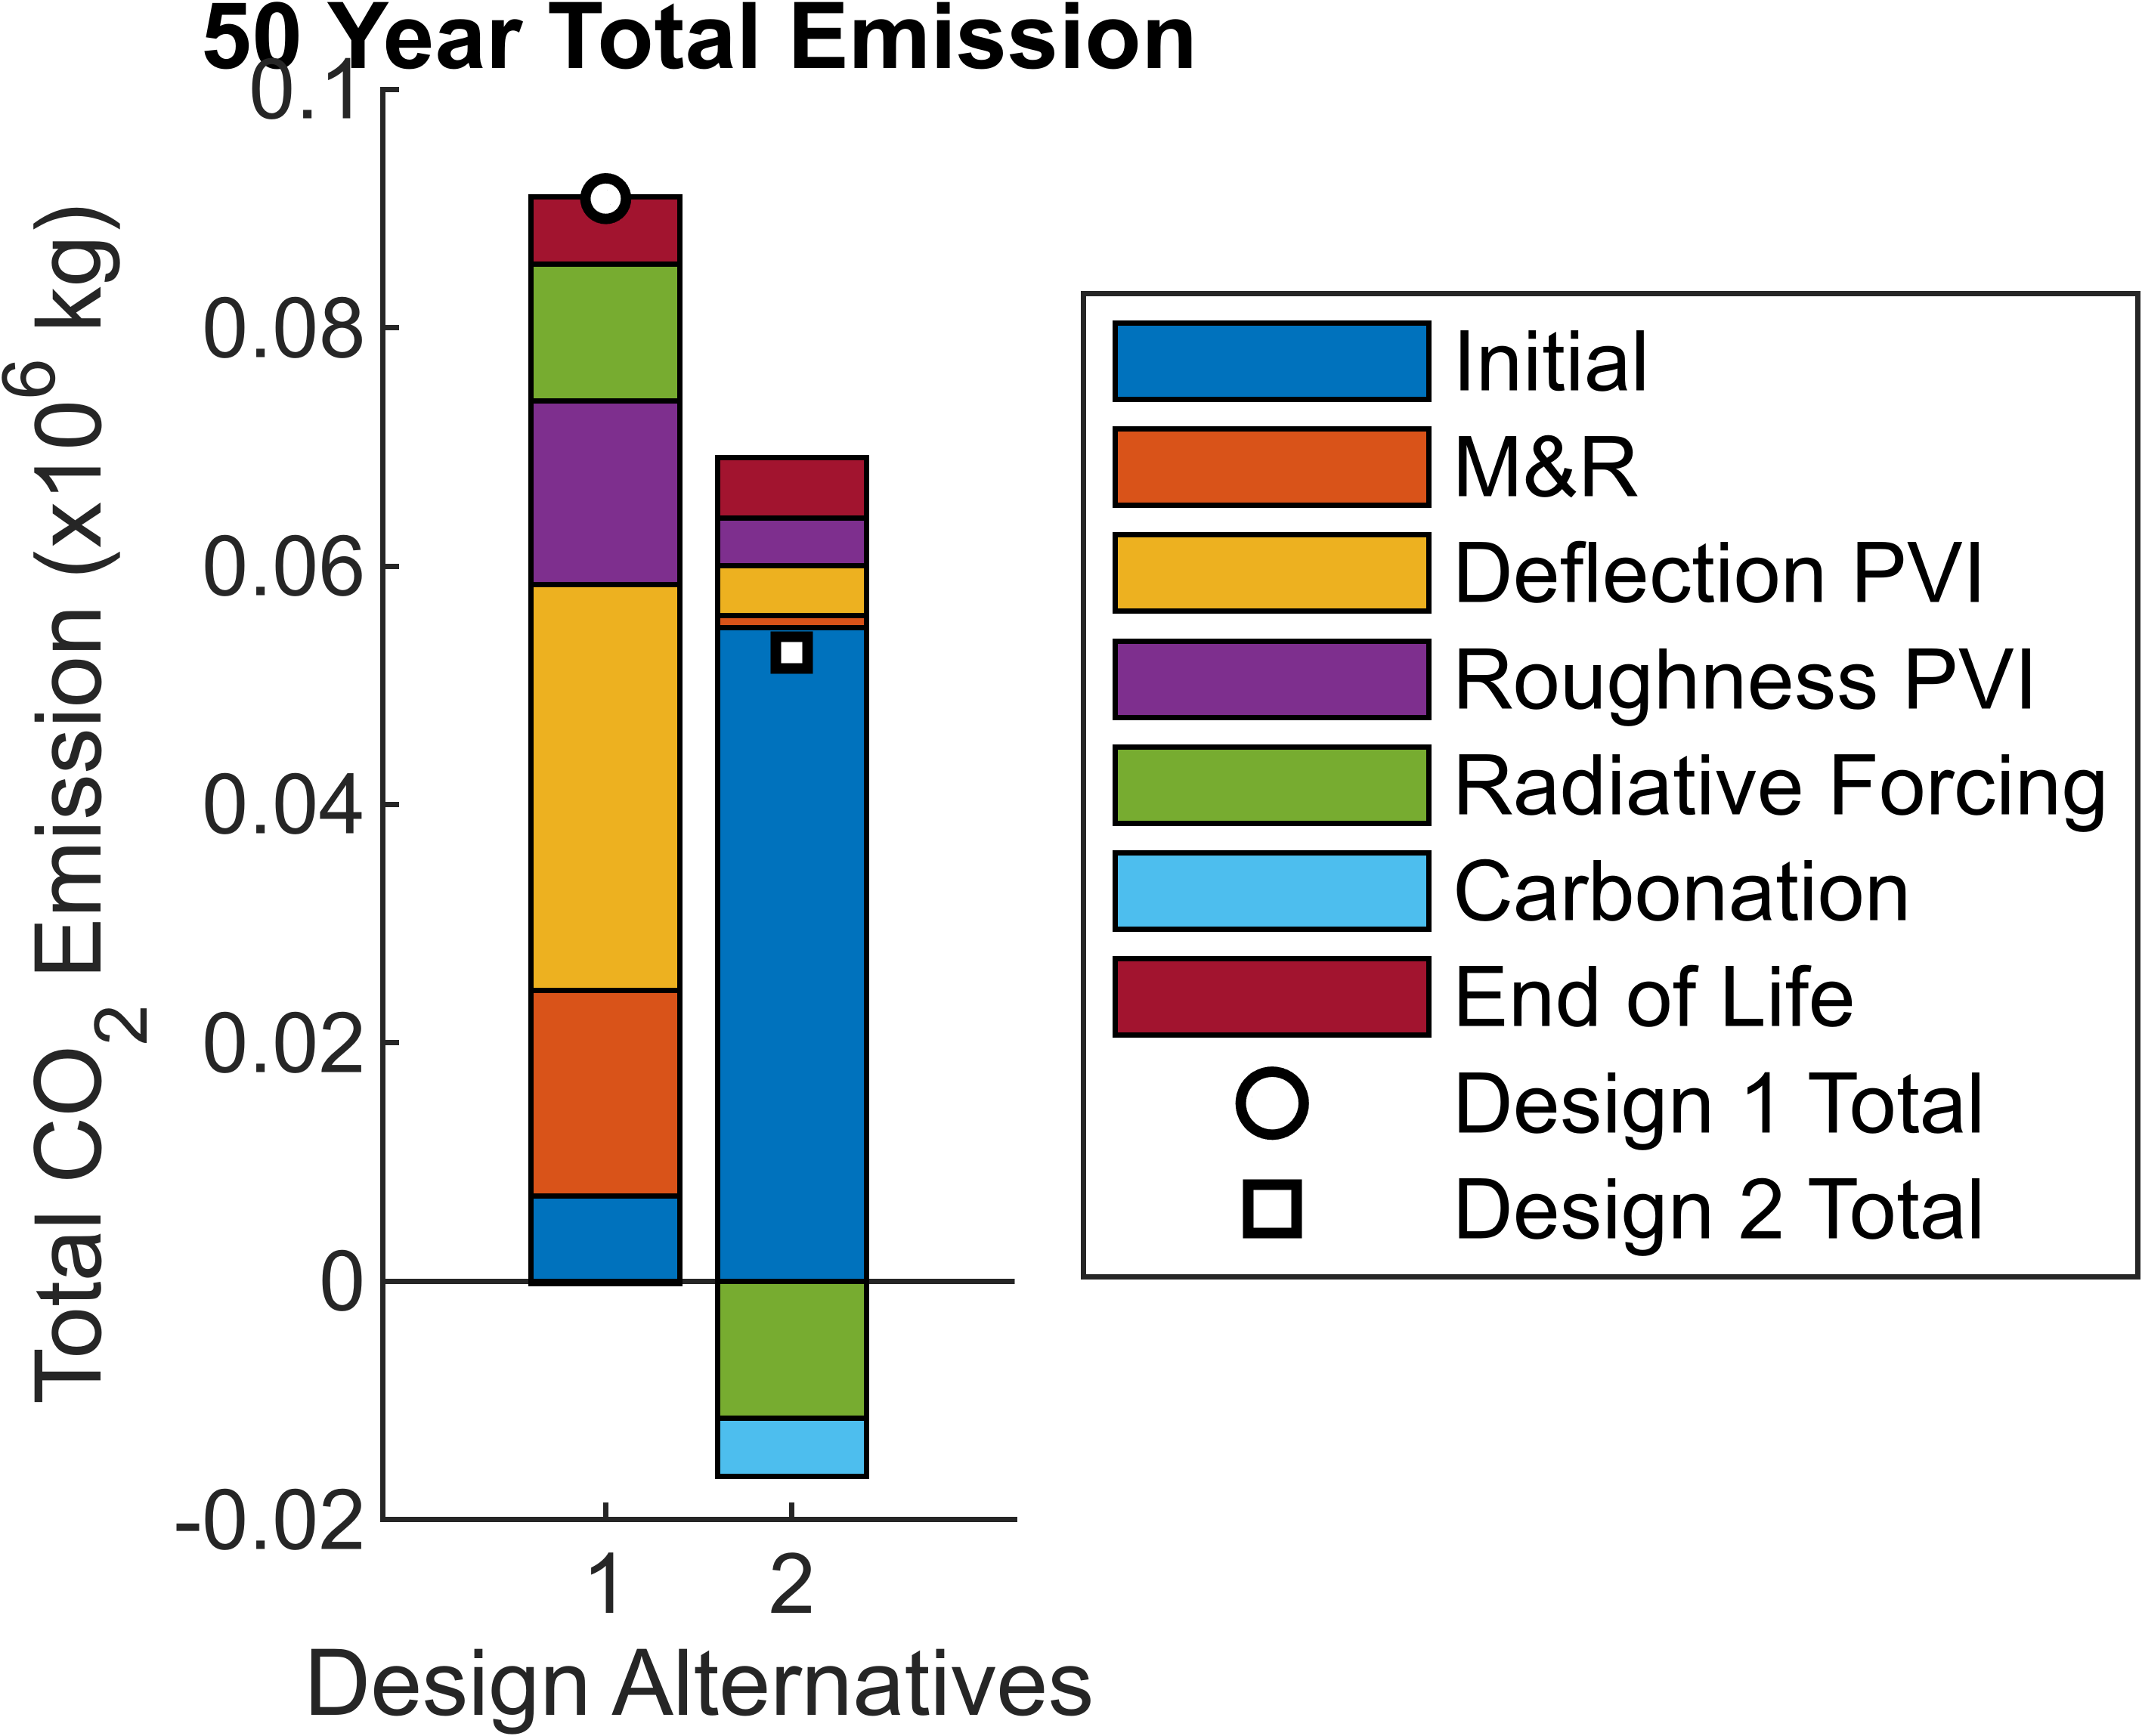 50 Year Total Emission
0.1
0.08
0.06
0.04
0.02
0
-0.02
Total CO2 Emission (x10^6 kg)
1 2
Design Alternatives
Initial
M&R
Deflection PVI
Roughness PVI
Radiative Forcing
Carbonation
End of Life
Design 1 Total
Design 2 Total